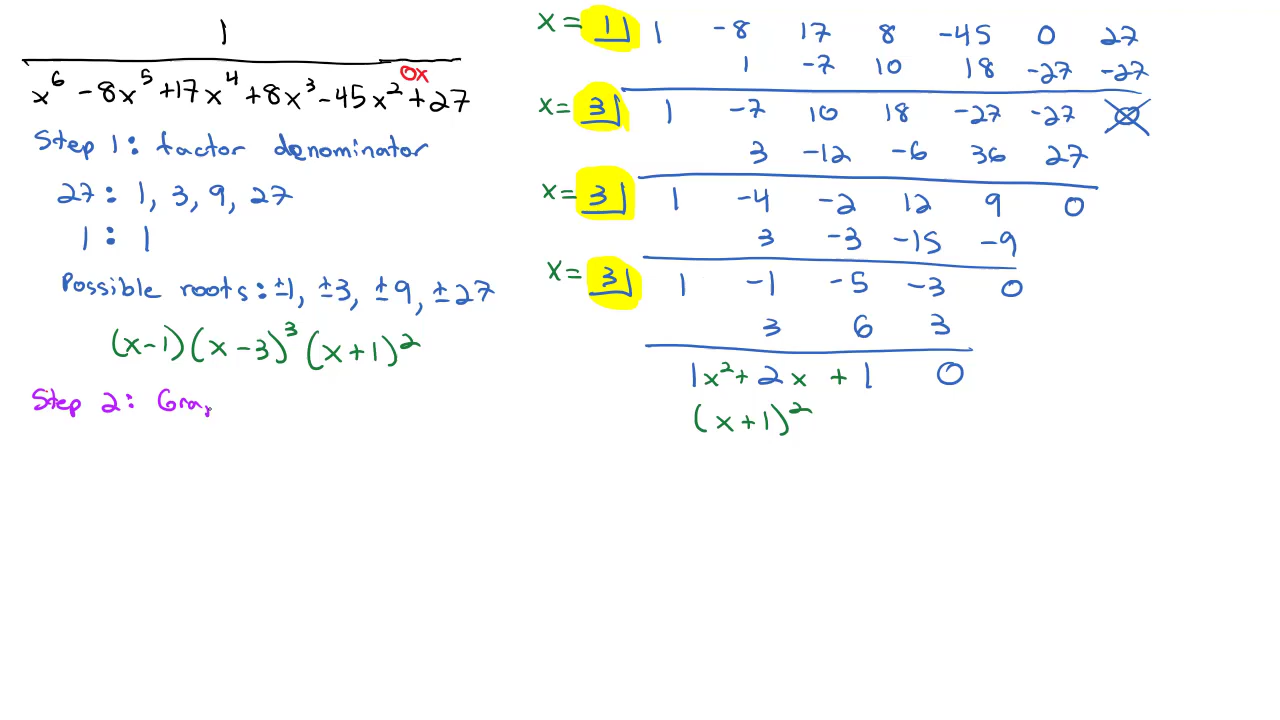 1
0x
x^6 - 8x^5 + 17x^4 + 8x^3 - 45x^2 + 27
Step 1: factor denominator
27 : 1, 3, 9, 27
1 : 1
Possible roots: ±1, ±3, ±9, ±27
(x-1)(x-3)^3(x+1)^2
Step 2: Gra
x = 1 | 1 -8 17 8 -45 0 27
1 -7 10 18 -27 -27
x = 3 | 1 -7 10 18 -27 -27 0
3 -12 -6 36 27
x = 3 | 1 -4 -2 12 9 0
3 -3 -15 -9
x = 3 | 1 -1 -5 -3 0
3 6 3
1x^2 + 2x + 1 0
(x+1)^2